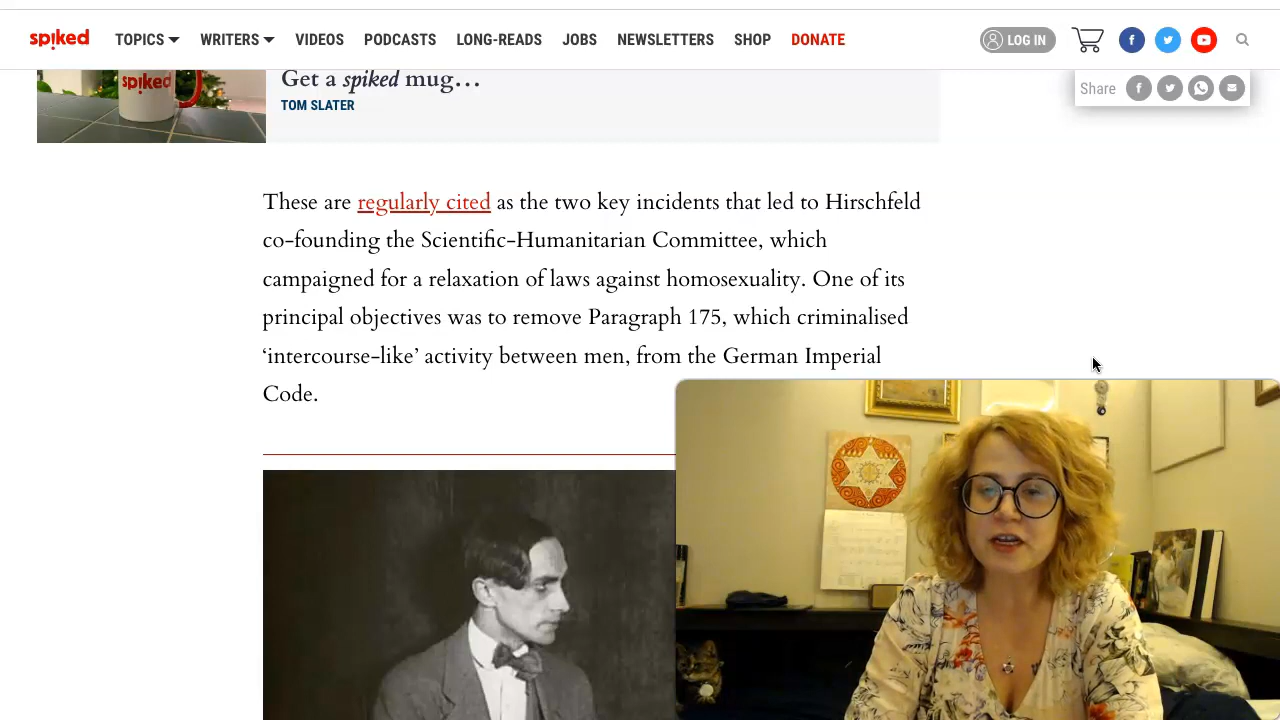 spiked
TOPICS WRITERS VIDEOS PODCASTS LONG-READS JOBS NEWSLETTERS SHOP DONATE
LOG IN
spiked
Get a spiked mug…
TOM SLATER
Share
These are regularly cited as the two key incidents that led to Hirschfeld
co-founding the Scientific-Humanitarian Committee, which
campaigned for a relaxation of laws against homosexuality. One of its
principal objectives was to remove Paragraph 175, which criminalised
‘intercourse-like’ activity between men, from the German Imperial
Code.